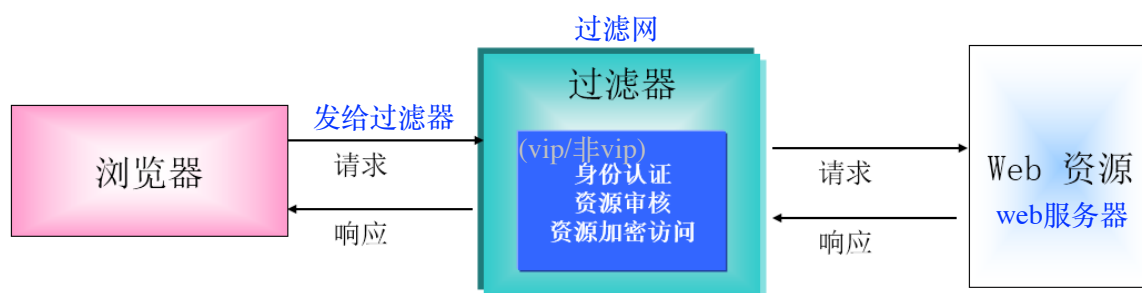 过滤网
过滤器
发给过滤器
浏览器
请求
响应
(vip/非vip)
身份认证
资源审核
资源加密访问
请求
响应
Web 资源
web服务器